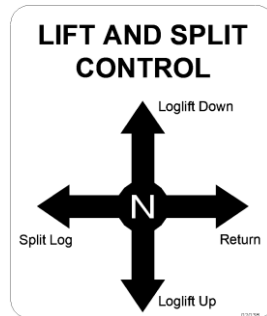 LIFT AND SPLIT
CONTROL
Loglift Down
N
Split Log
Return
Loglift Up